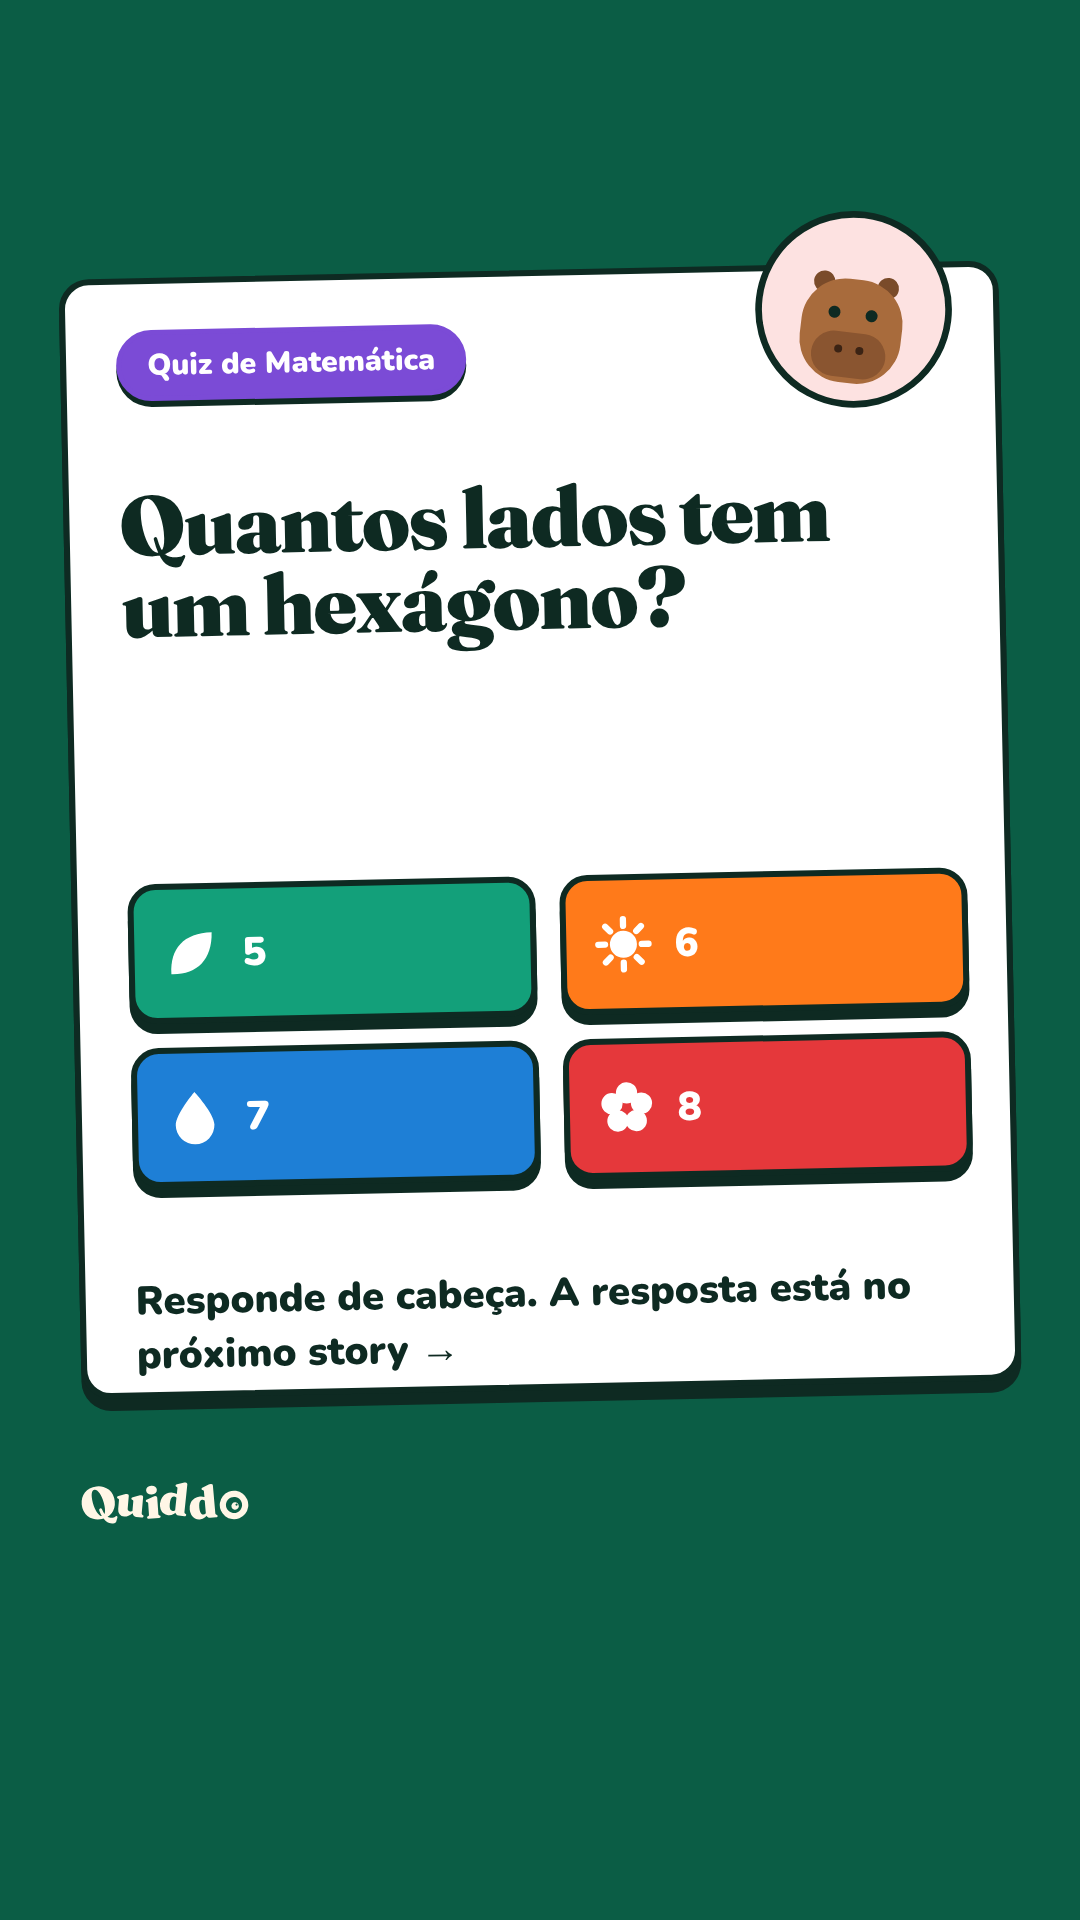 Quiz de Matemática
Quantos lados tem
um hexágono?
5
6
7
8
Responde de cabeça. A resposta está no
próximo story →
Quiddo